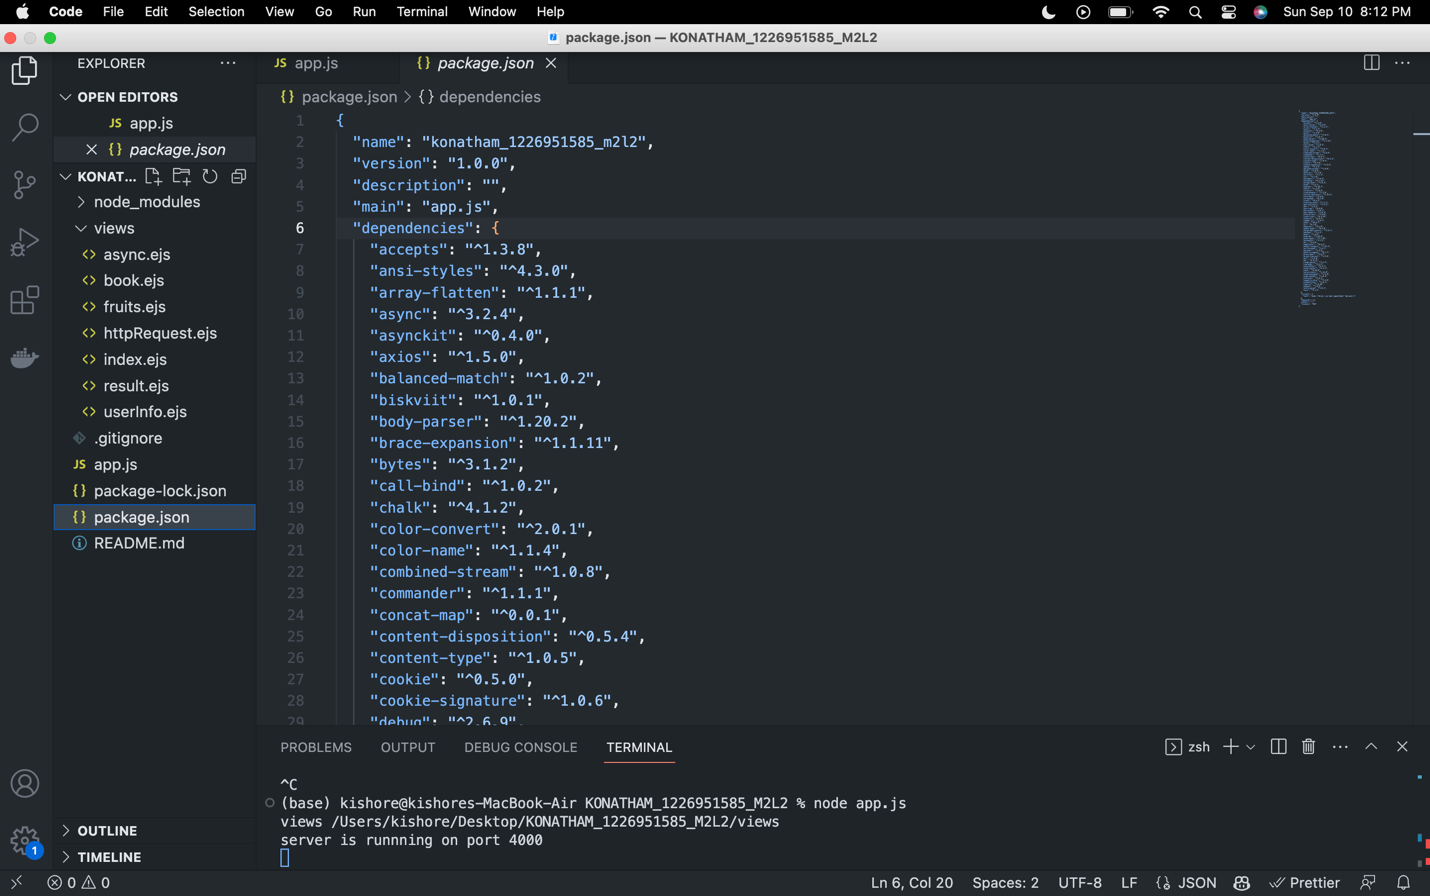 Code File Edit Selection View Go Run Terminal Window Help Sun Sep 10 8:12 PM
package.json — KONATHAM_1226951585_M2L2
EXPLORER
OPEN EDITORS
JS app.js
{} package.json
KONAT...
node_modules
views
<> async.ejs
<> book.ejs
<> fruits.ejs
<> httpRequest.ejs
<> index.ejs
<> result.ejs
<> userInfo.ejs
.gitignore
JS app.js
{} package-lock.json
{} package.json
README.md
OUTLINE
TIMELINE
JS app.js {} package.json
{} package.json > {} dependencies
1 {
2 "name": "konatham_1226951585_m2l2",
3 "version": "1.0.0",
4 "description": "",
5 "main": "app.js",
6 "dependencies": {
7 "accepts": "^1.3.8",
8 "ansi-styles": "^4.3.0",
9 "array-flatten": "^1.1.1",
10 "async": "^3.2.4",
11 "asynckit": "^0.4.0",
12 "axios": "^1.5.0",
13 "balanced-match": "^1.0.2",
14 "biskviit": "^1.0.1",
15 "body-parser": "^1.20.2",
16 "brace-expansion": "^1.1.11",
17 "bytes": "^3.1.2",
18 "call-bind": "^1.0.2",
19 "chalk": "^4.1.2",
20 "color-convert": "^2.0.1",
21 "color-name": "^1.1.4",
22 "combined-stream": "^1.0.8",
23 "commander": "^1.1.1",
24 "concat-map": "^0.0.1",
25 "content-disposition": "^0.5.4",
26 "content-type": "^1.0.5",
27 "cookie": "^0.5.0",
28 "cookie-signature": "^1.0.6",
29 "debug": "^2.6.9",
PROBLEMS OUTPUT DEBUG CONSOLE TERMINAL zsh
^C
(base) kishore@kishores-MacBook-Air KONATHAM_1226951585_M2L2 % node app.js
views /Users/kishore/Desktop/KONATHAM_1226951585_M2L2/views
server is runnning on port 4000
1
0 0 Ln 6, Col 20 Spaces: 2 UTF-8 LF {} JSON Prettier